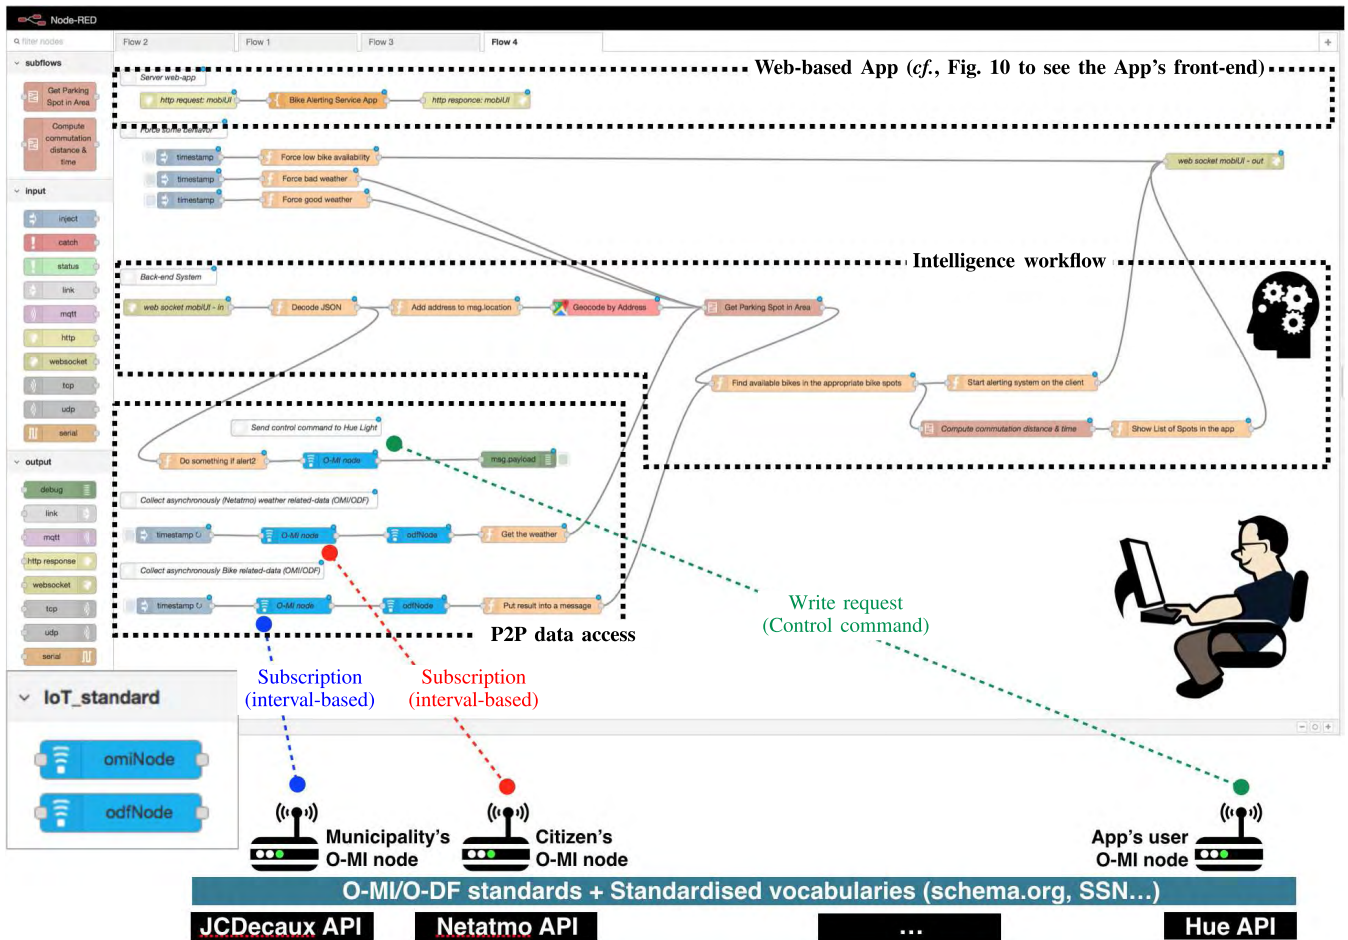 Node-RED
filter nodes
Flow 2
Flow 1
Flow 3
Flow 4
+
subflows
Get Parking
Spot in Area
Compute
commutation
distance &
time
input
inject
catch
status
link
mqtt
http
websocket
tcp
udp
serial
output
debug
link
mqtt
http response
websocket
tcp
udp
serial
Web-based App (cf., Fig. 10 to see the App's front-end)
Server web-app
http request: mobiUI
Bike Alerting Service App
http responce: mobiUI
Force some behavior
timestamp
Force low bike availability
web socket mobiUI - out
timestamp
Force bad weather
timestamp
Force good weather
Intelligence workflow
Back-end System
web socket mobiUI - in
Decode JSON
Add address to msg.location
Geocode by Address
Get Parking Spot in Area
Find available bikes in the appropriate bike spots
Start alerting system on the client
Compute commutation distance & time
Show List of Spots in the app
Send control command to Hue Light
Do something if alert2
O-MI node
msg.payload
Collect asynchronously (Netatmo) weather related-data (OMI/ODF)
timestamp ↻
O-MI node
odfNode
Get the weather
Collect asynchronously Bike related-data (OMI/ODF)
timestamp ↻
O-MI node
odfNode
Put result into a message
P2P data access
Write request
(Control command)
Subscription
(interval-based)
Subscription
(interval-based)
IoT_standard
omiNode
odfNode
Municipality's
O-MI node
Citizen's
O-MI node
App's user
O-MI node
O-MI/O-DF standards + Standardised vocabularies (schema.org, SSN...)
JCDecaux API
Netatmo API
...
Hue API